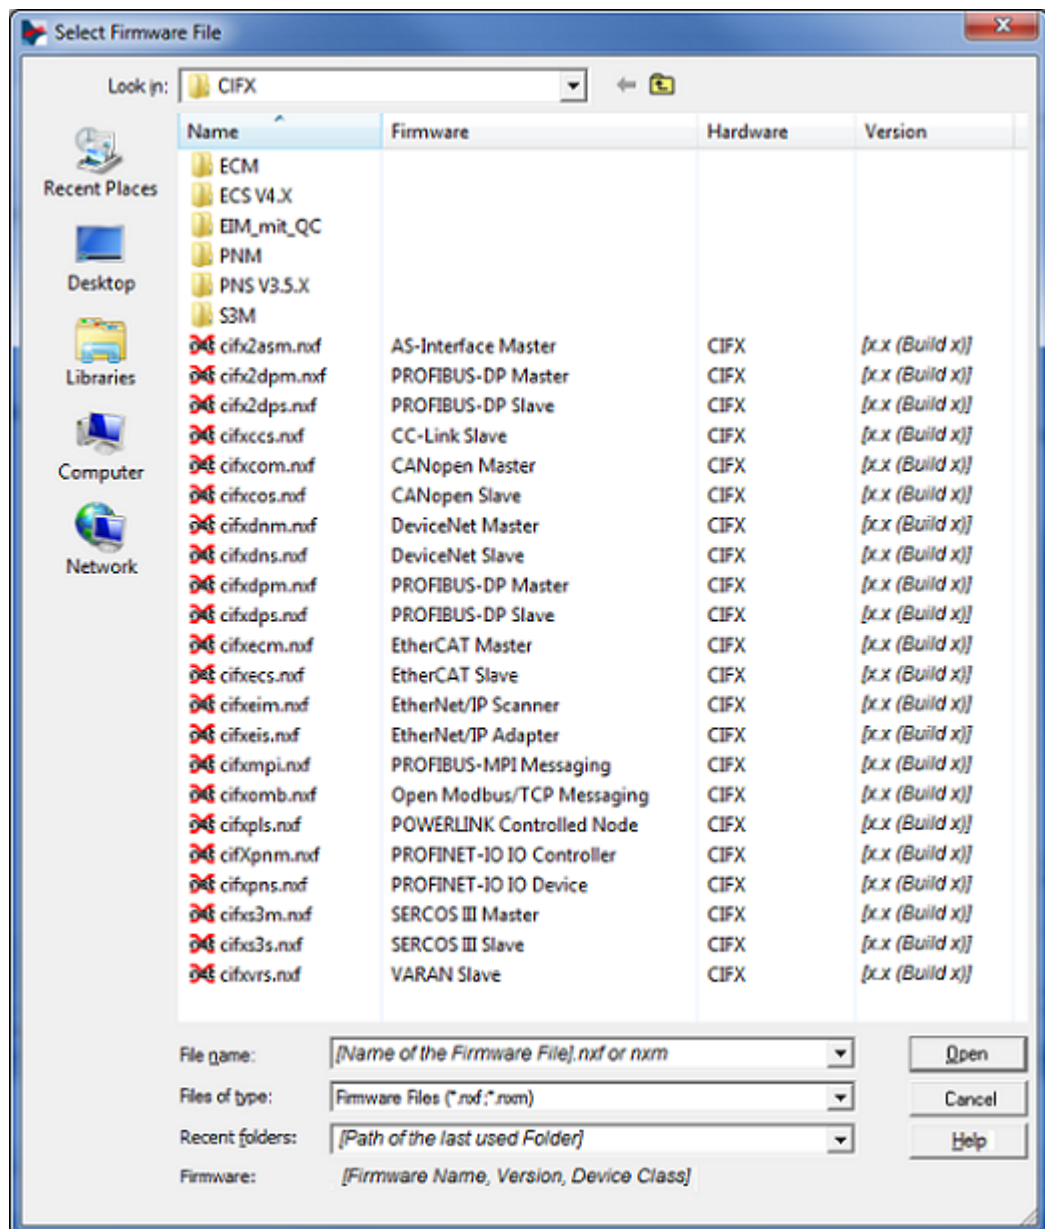 Select Firmware File
Look in: CIFX
Name Firmware Hardware Version
ECM
ECS V4.X
EIM_mit_QC
PNM
PNS V3.5.X
S3M
cifx2asm.nxf AS-Interface Master CIFX [x.x (Build x)]
cifx2dpm.nxf PROFIBUS-DP Master CIFX [x.x (Build x)]
cifx2dps.nxf PROFIBUS-DP Slave CIFX [x.x (Build x)]
cifxccs.nxf CC-Link Slave CIFX [x.x (Build x)]
cifxcom.nxf CANopen Master CIFX [x.x (Build x)]
cifxcos.nxf CANopen Slave CIFX [x.x (Build x)]
cifxdnm.nxf DeviceNet Master CIFX [x.x (Build x)]
cifxdns.nxf DeviceNet Slave CIFX [x.x (Build x)]
cifxdpm.nxf PROFIBUS-DP Master CIFX [x.x (Build x)]
cifxdps.nxf PROFIBUS-DP Slave CIFX [x.x (Build x)]
cifxecm.nxf EtherCAT Master CIFX [x.x (Build x)]
cifxecs.nxf EtherCAT Slave CIFX [x.x (Build x)]
cifxeim.nxf EtherNet/IP Scanner CIFX [x.x (Build x)]
cifxeis.nxf EtherNet/IP Adapter CIFX [x.x (Build x)]
cifxmpi.nxf PROFIBUS-MPI Messaging CIFX [x.x (Build x)]
cifxomb.nxf Open Modbus/TCP Messaging CIFX [x.x (Build x)]
cifxpls.nxf POWERLINK Controlled Node CIFX [x.x (Build x)]
cifXpnm.nxf PROFINET-IO IO Controller CIFX [x.x (Build x)]
cifxpns.nxf PROFINET-IO IO Device CIFX [x.x (Build x)]
cifxs3m.nxf SERCOS III Master CIFX [x.x (Build x)]
cifxs3s.nxf SERCOS III Slave CIFX [x.x (Build x)]
cifxvrs.nxf VARAN Slave CIFX [x.x (Build x)]
Recent Places
Desktop
Libraries
Computer
Network
File name: [Name of the Firmware File].nxf or nxm Open
Files of type: Firmware Files (*.nxf;*.nxm) Cancel
Recent folders: [Path of the last used Folder] Help
Firmware: [Firmware Name, Version, Device Class]